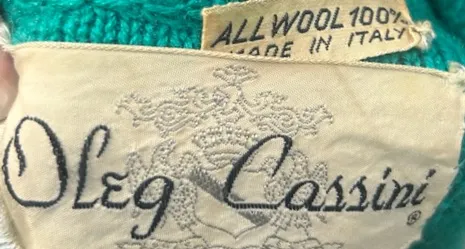 ALL WOOL 100%
MADE IN ITALY
Oleg Cassini ®